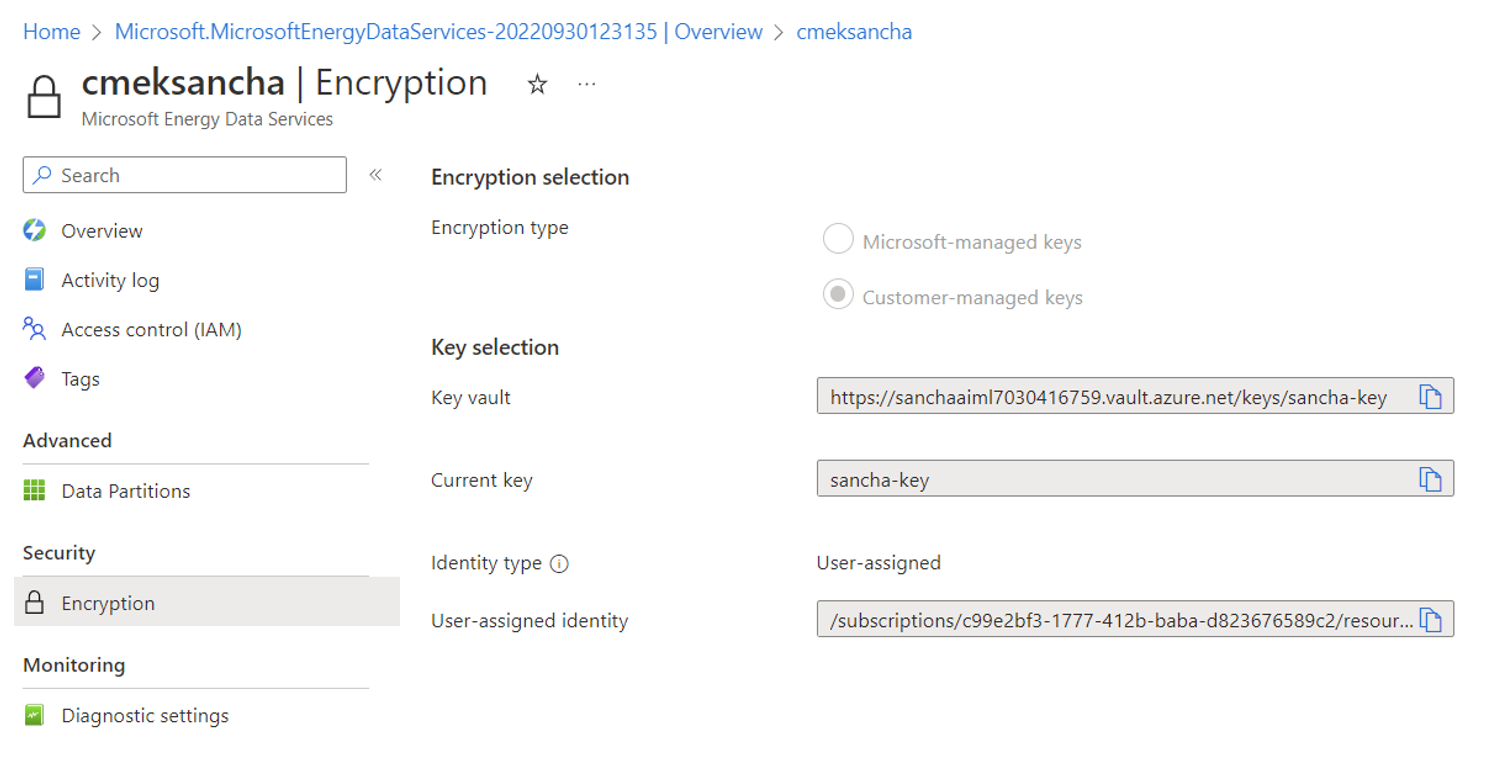 Home > Microsoft.MicrosoftEnergyDataServices-20220930123135 | Overview > cmeksancha
cmeksancha | Encryption
Microsoft Energy Data Services
Search
Overview
Activity log
Access control (IAM)
Tags
Advanced
Data Partitions
Security
Encryption
Monitoring
Diagnostic settings
Encryption selection
Encryption type
Microsoft-managed keys
Customer-managed keys
Key selection
Key vault
https://sanchaaiml7030416759.vault.azure.net/keys/sancha-key
Current key
sancha-key
Identity type
User-assigned
User-assigned identity
/subscriptions/c99e2bf3-1777-412b-baba-d823676589c2/resour...